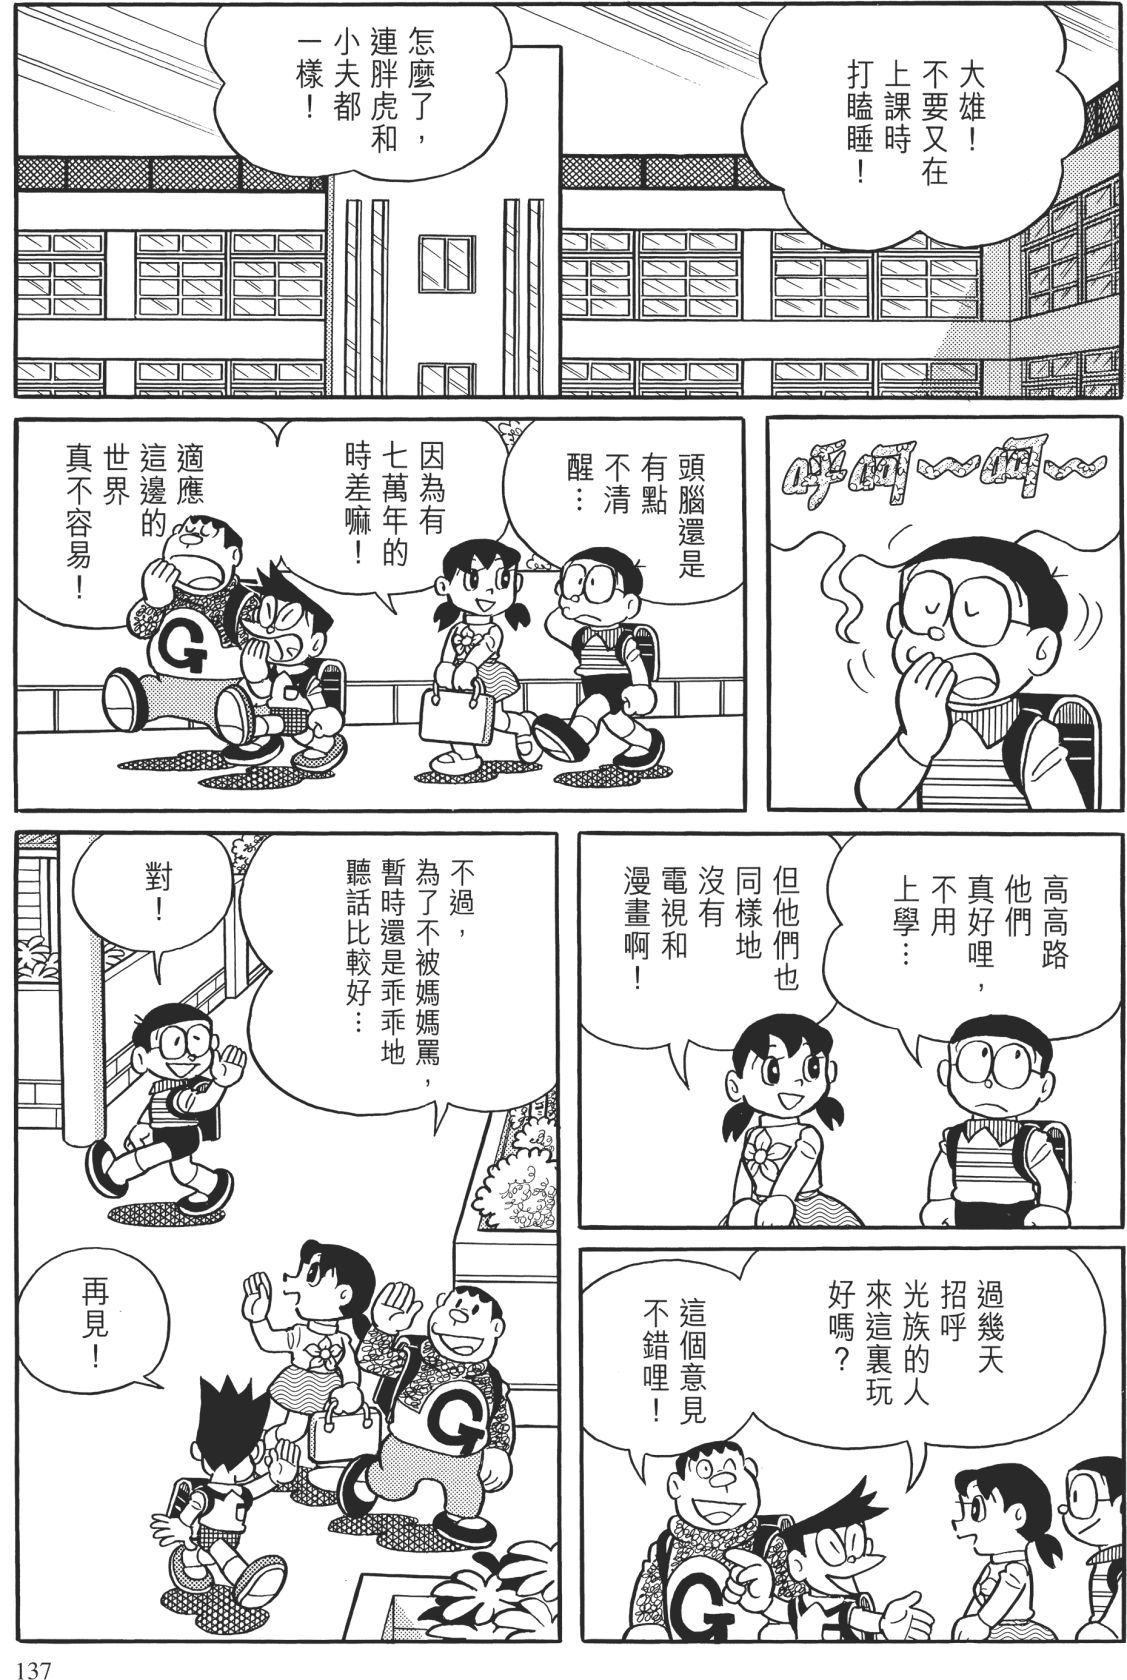 大雄！
不要又在
上課時
打瞌睡！
怎麼了，
連胖虎和
小夫都
一樣！
呼呵～呵～
頭腦還是
有點
不清
醒…
因為有
七萬年的
時差嘛！
適應
這邊的
世界
真不容易！
G
高高路
他們
真好哩，
不用
上學…
但他們也
同樣地
沒有
電視和
漫畫啊！
過幾天
招呼
光族的人
來這裏玩
好嗎？
這個意見
不錯哩！
G
不過，
為了不被媽媽罵，
暫時還是乖乖地
聽話比較好…
對！
再見！
G
137